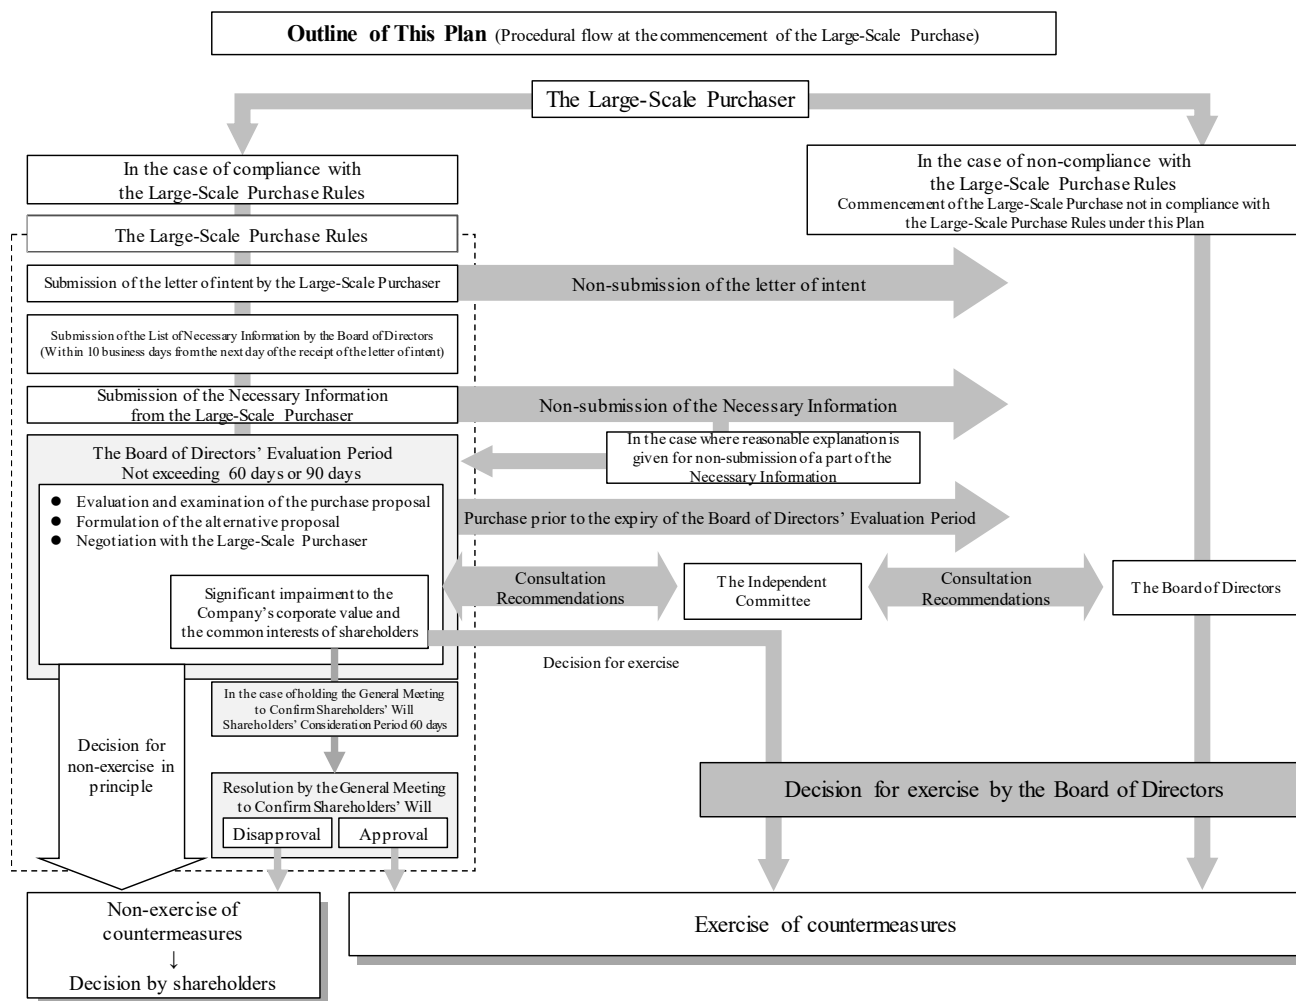 Outline of This Plan (Procedural flow at the commencement of the Large-Scale Purchase)
The Large-Scale Purchaser
In the case of compliance with
the Large-Scale Purchase Rules
In the case of non-compliance with
the Large-Scale Purchase Rules
Commencement of the Large-Scale Purchase not in compliance with
the Large-Scale Purchase Rules under this Plan
The Large-Scale Purchase Rules
Submission of the letter of intent by the Large-Scale Purchaser
Non-submission of the letter of intent
Submission of the List of Necessary Information by the Board of Directors
(Within 10 business days from the next day of the receipt of the letter of intent)
Submission of the Necessary Information
from the Large-Scale Purchaser
Non-submission of the Necessary Information
In the case where reasonable explanation is
given for non-submission of a part of the
Necessary Information
The Board of Directors' Evaluation Period
Not exceeding 60 days or 90 days
● Evaluation and examination of the purchase proposal
● Formulation of the alternative proposal
● Negotiation with the Large-Scale Purchaser
Purchase prior to the expiry of the Board of Directors' Evaluation Period
Significant impairment to the
Company's corporate value and
the common interests of shareholders
Consultation
Recommendations
The Independent
Committee
Consultation
Recommendations
The Board of Directors
Decision for exercise
In the case of holding the General Meeting
to Confirm Shareholders' Will
Shareholders' Consideration Period 60 days
Decision for
non-exercise in
principle
Resolution by the General Meeting
to Confirm Shareholders' Will
Disapproval
Approval
Decision for exercise by the Board of Directors
Non-exercise of
countermeasures
↓
Decision by shareholders
Exercise of countermeasures